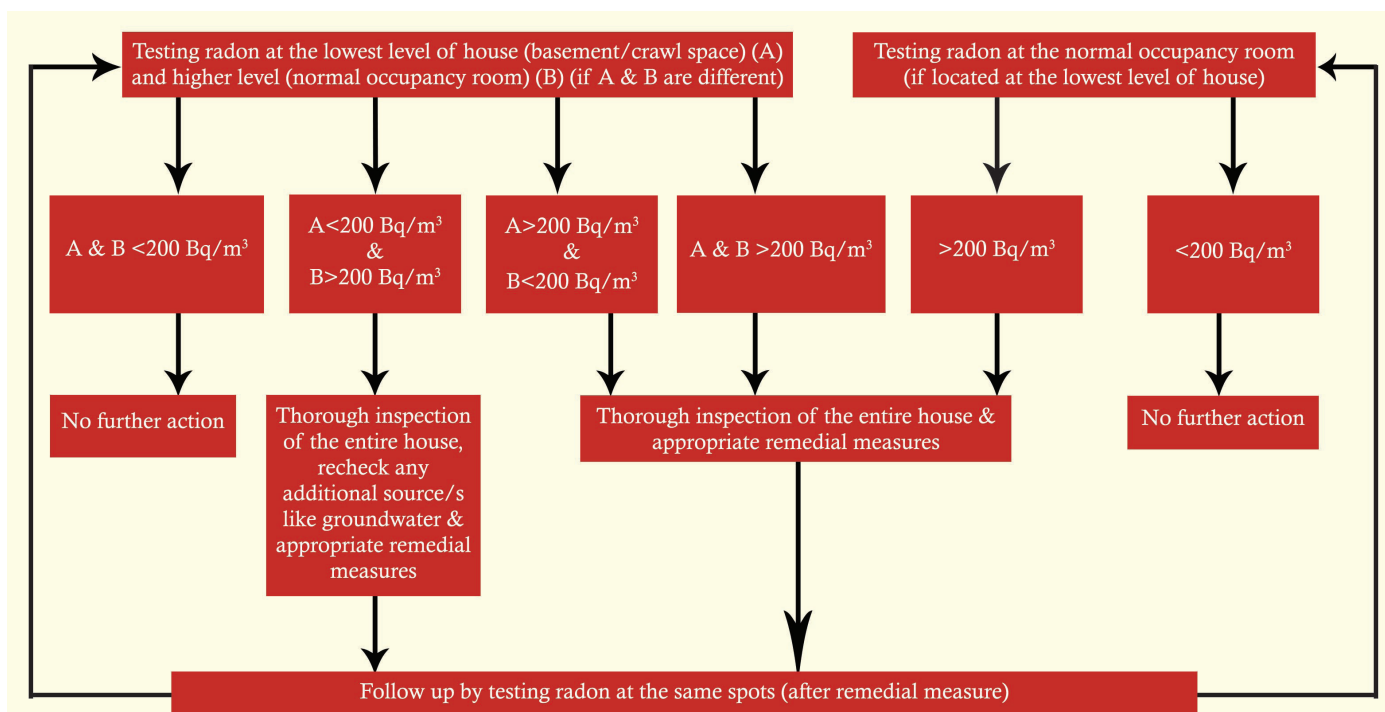 Testing radon at the lowest level of house (basement/crawl space) (A)
and higher level (normal occupancy room) (B) (if A & B are different)
Testing radon at the normal occupancy room
(if located at the lowest level of house)
A & B <200 Bq/m³
A<200 Bq/m³
&
B>200 Bq/m³
A>200 Bq/m³
&
B<200 Bq/m³
A & B >200 Bq/m³
>200 Bq/m³
<200 Bq/m³
No further action
Thorough inspection
of the entire house,
recheck any
additional source/s
like groundwater &
appropriate remedial
measures
Thorough inspection of the entire house &
appropriate remedial measures
No further action
Follow up by testing radon at the same spots (after remedial measure)